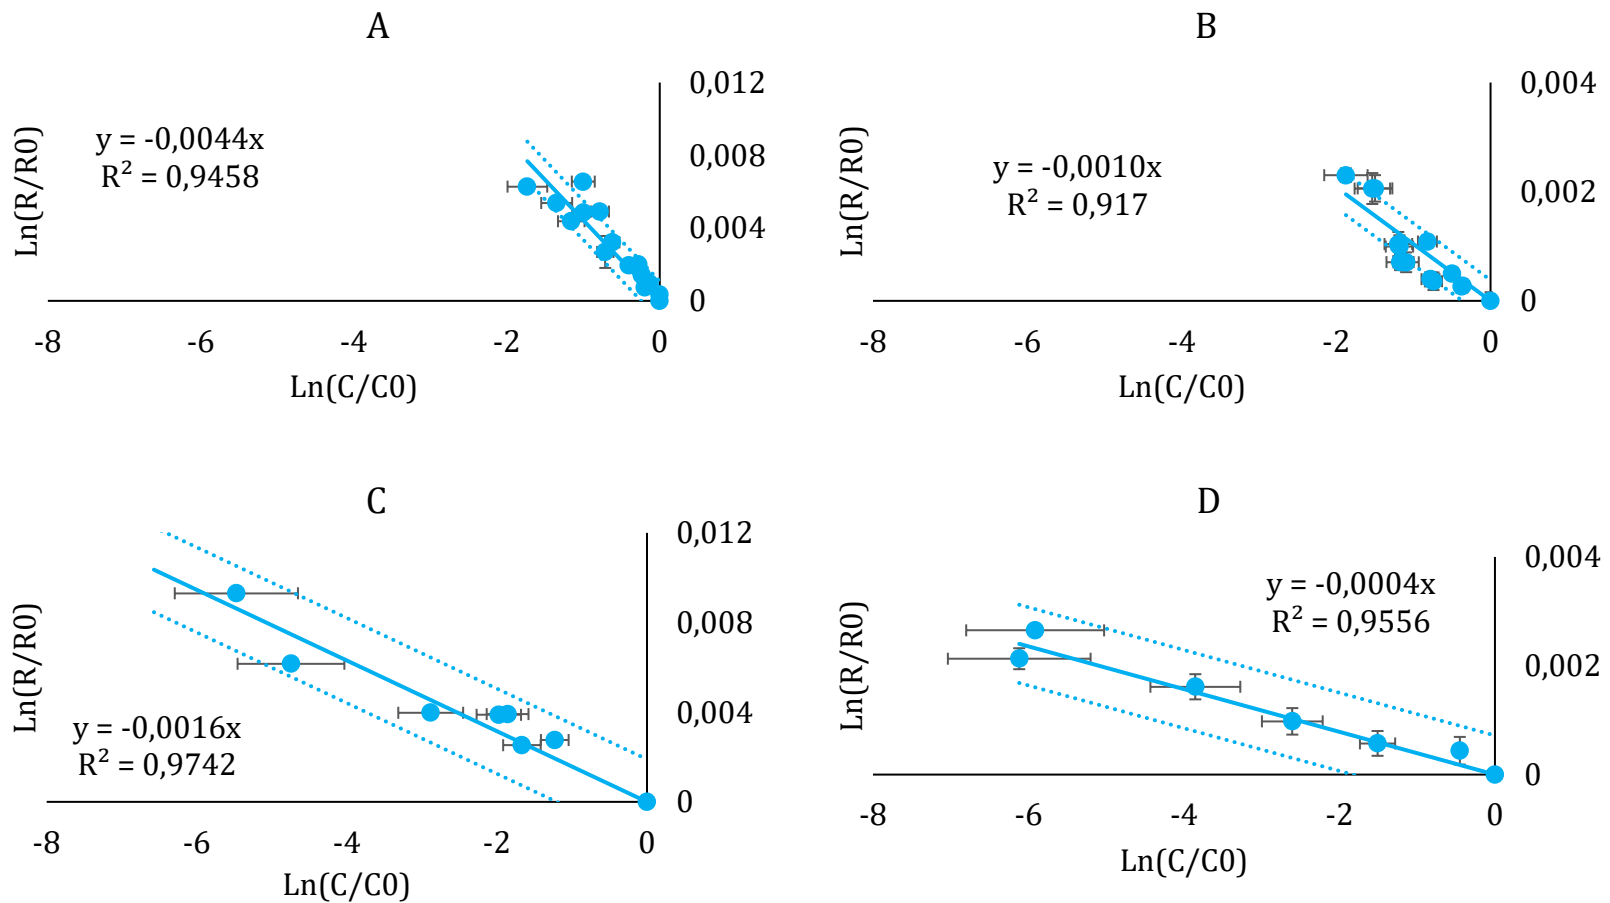 A
Ln(R/R0)
y = -0,0044x
R² = 0,9458
0,012
0,008
0,004
0
-8 -6 -4 -2 0
Ln(C/C0)
B
Ln(R/R0)
y = -0,0010x
R² = 0,917
0,004
0,002
0
-8 -6 -4 -2 0
Ln(C/C0)
C
Ln(R/R0)
y = -0,0016x
R² = 0,9742
0,012
0,008
0,004
0
-8 -6 -4 -2 0
Ln(C/C0)
D
Ln(R/R0)
y = -0,0004x
R² = 0,9556
0,004
0,002
0
-8 -6 -4 -2 0
Ln(C/C0)